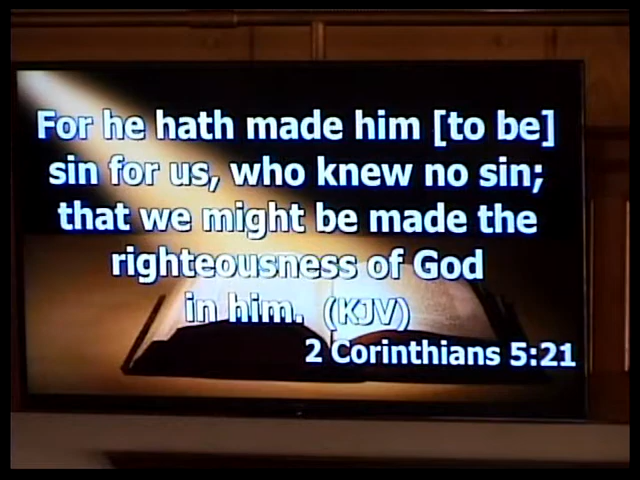 For he hath made him [to be]
sin for us, who knew no sin;
that we might be made the
righteousness of God
in him. (KJV)
2 Corinthians 5:21